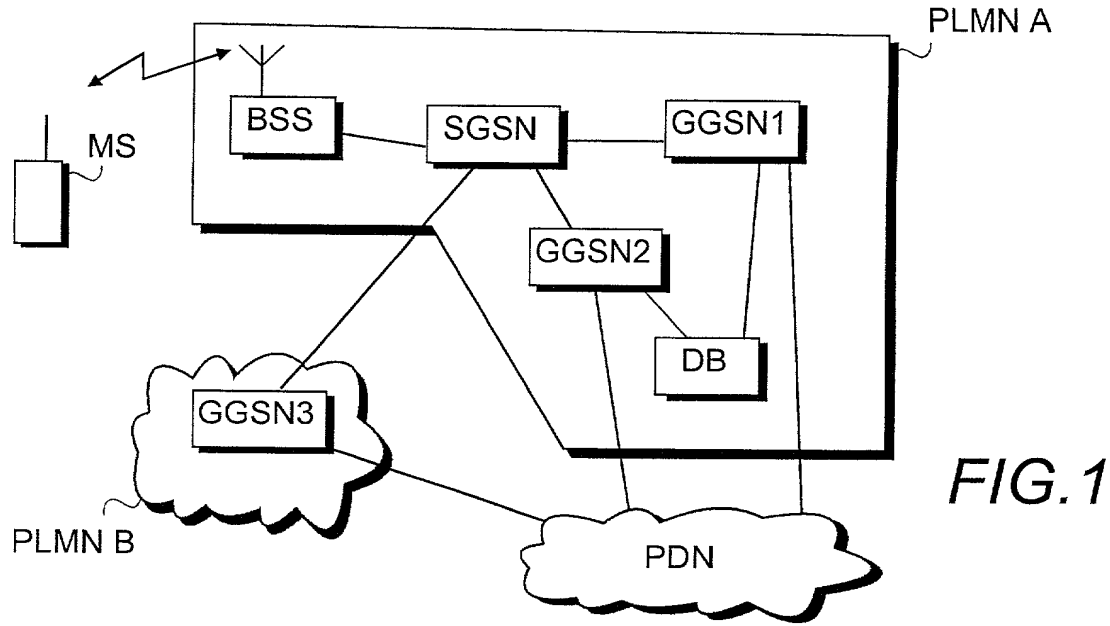 PLMN A
BSS
SGSN
GGSN1
MS
GGSN2
DB
GGSN3
FIG.1
PLMN B
PDN